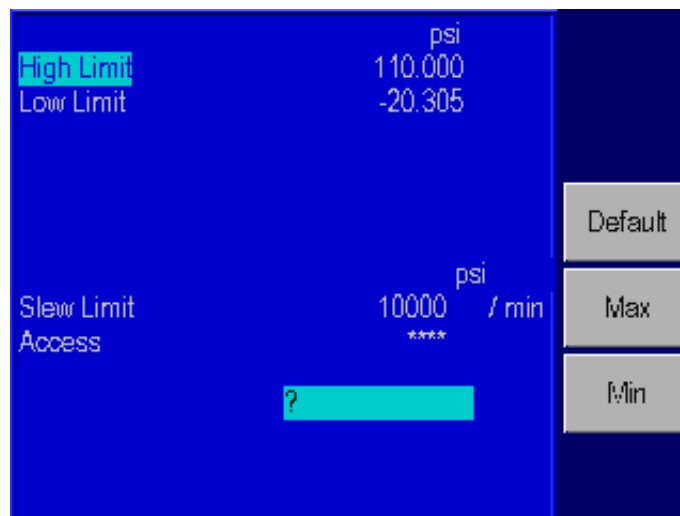 psi
High Limit 110.000
Low Limit -20.305
Default
psi
Slew Limit 10000 / min
Max
Access ****
Min
?